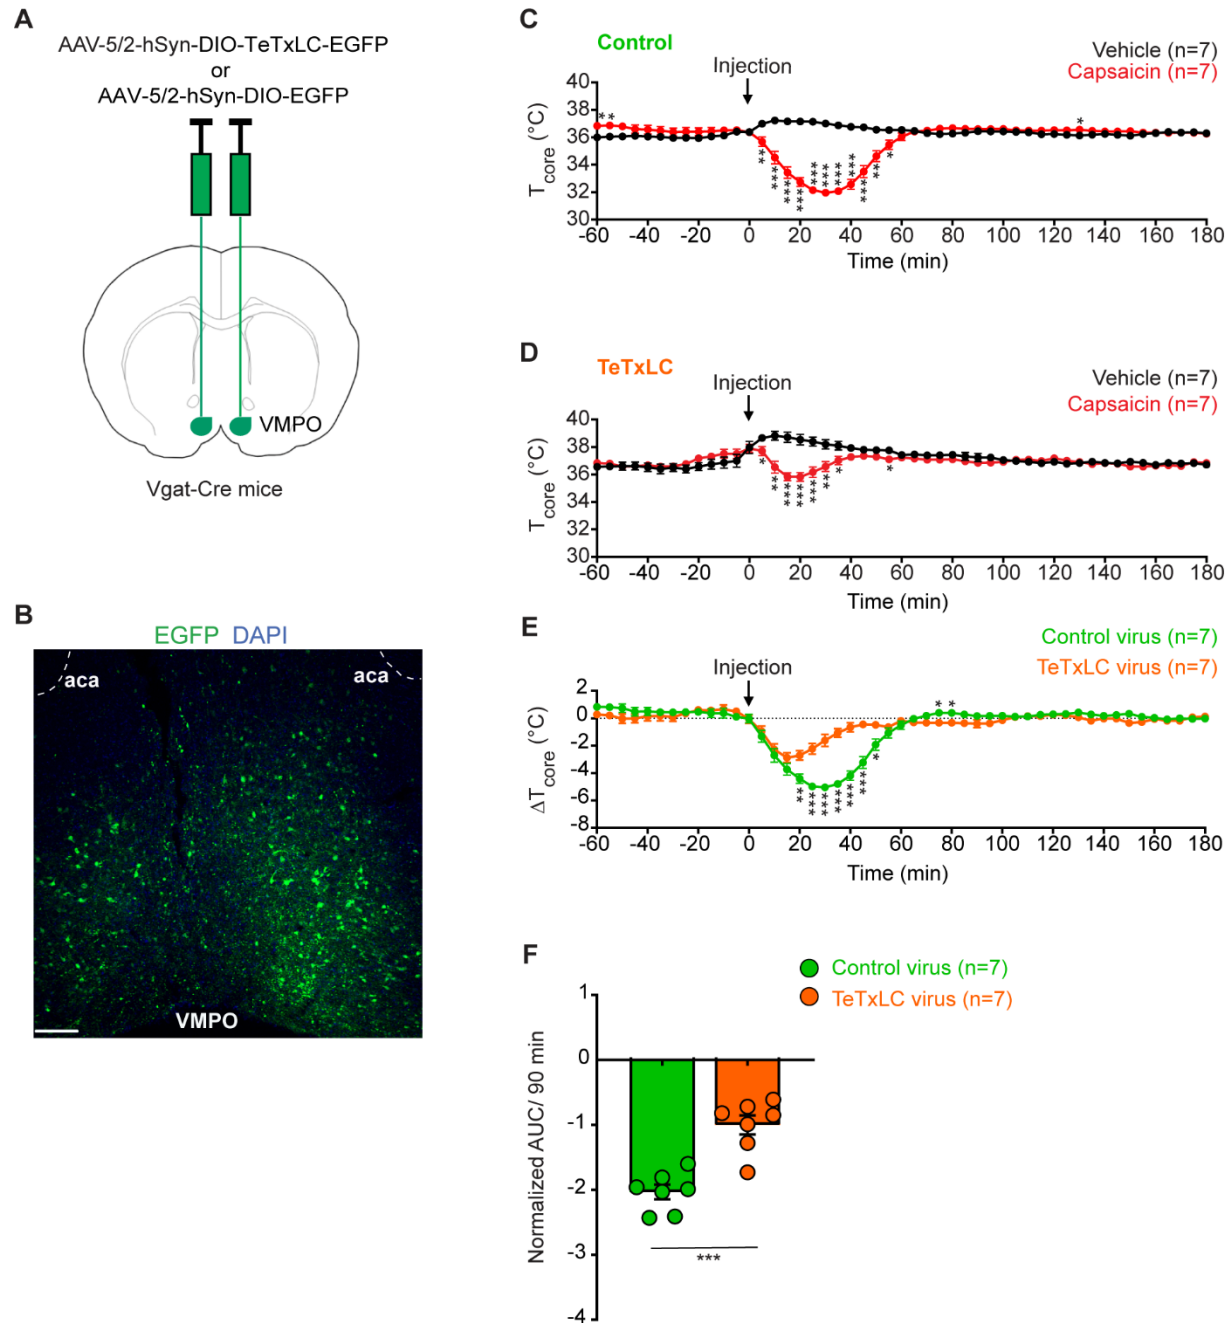 A
AAV-5/2-hSyn-DIO-TeTxLC-EGFP
or
AAV-5/2-hSyn-DIO-EGFP
VMPO
Vgat-Cre mice
B
EGFP DAPI
aca
aca
VMPO
C
Control
Vehicle (n=7)
Capsaicin (n=7)
Injection
40
38
36
34
32
30
T_core (°C)
* *
*
**
****
****
****
****
****
****
****
****
***
**
*
-60 -40 -20 0 20 40 60 80 100 120 140 160 180
Time (min)
D
TeTxLC
Vehicle (n=7)
Capsaicin (n=7)
Injection
40
38
36
34
32
30
T_core (°C)
-60 -40 -20 0 20 40 60 80 100 120 140 160 180
Time (min)
E
Control virus (n=7)
TeTxLC virus (n=7)
Injection
2
0
-2
-4
-6
-8
ΔT_core (°C)
* *
-60 -40 -20 0 20 40 60 80 100 120 140 160 180
Time (min)
F
Control virus (n=7)
TeTxLC virus (n=7)
1
0
-1
-2
-3
-4
Normalized AUC/ 90 min
***